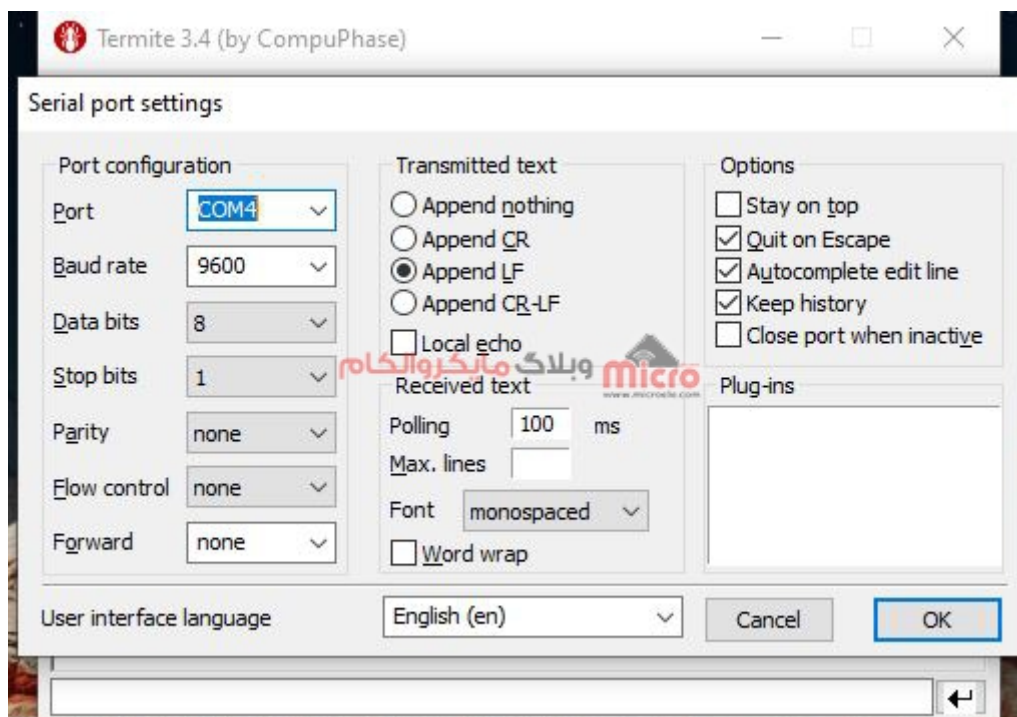 Termite 3.4 (by CompuPhase)
Serial port settings
Port configuration
Port COM4
Baud rate 9600
Data bits 8
Stop bits 1
Parity none
Flow control none
Forward none
Transmitted text
Append nothing
Append CR
Append LF
Append CR-LF
Local echo
وبلاگ مایکروالکام
micro
www.microele.com
Received text
Polling 100 ms
Max. lines
Font monospaced
Word wrap
Options
Stay on top
Quit on Escape
Autocomplete edit line
Keep history
Close port when inactive
Plug-ins
User interface language English (en)
Cancel
OK